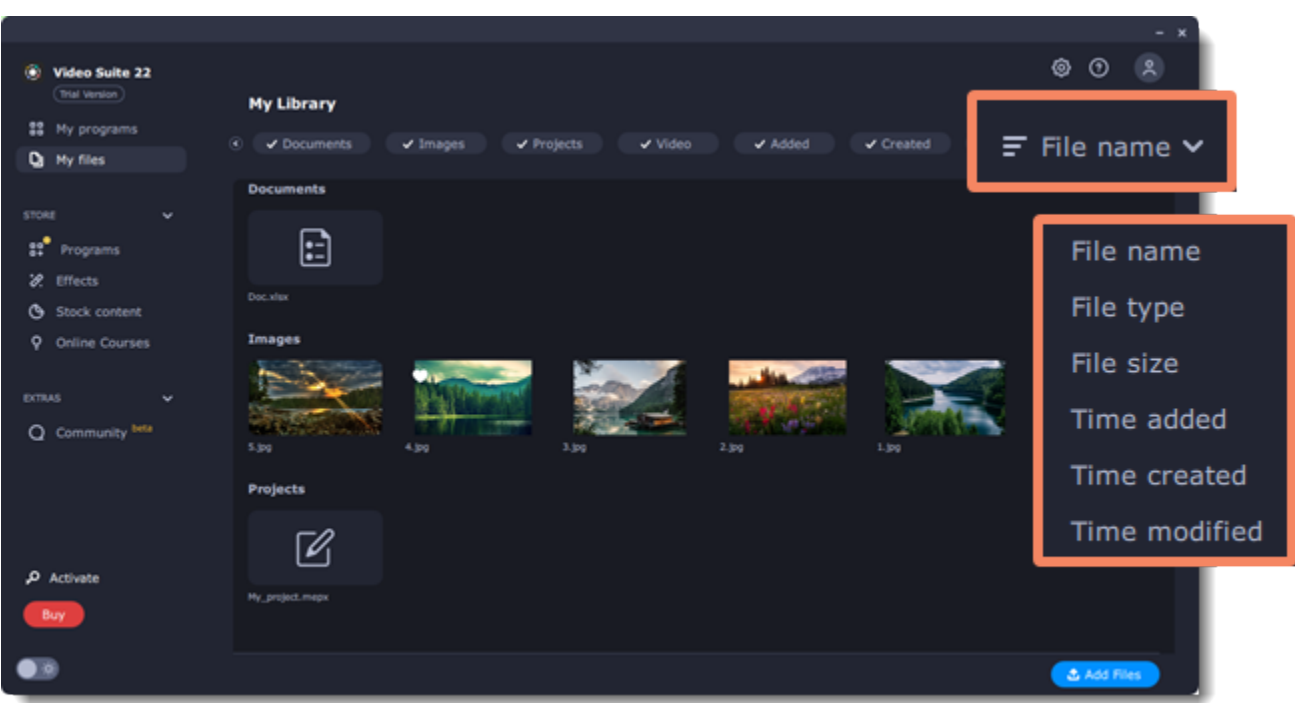 Video Suite 22
Trial Version
My programs
My files
STORE
Programs
Effects
Stock content
Online Courses
EXTRAS
Community beta
Activate
Buy
My Library
Documents
Images
Projects
Video
Added
Created
File name
File name
File type
File size
Time added
Time created
Time modified
Documents
Doc.xlsx
Images
5.jpg
4.jpg
3.jpg
2.jpg
1.jpg
Projects
My_project.mepx
Add Files